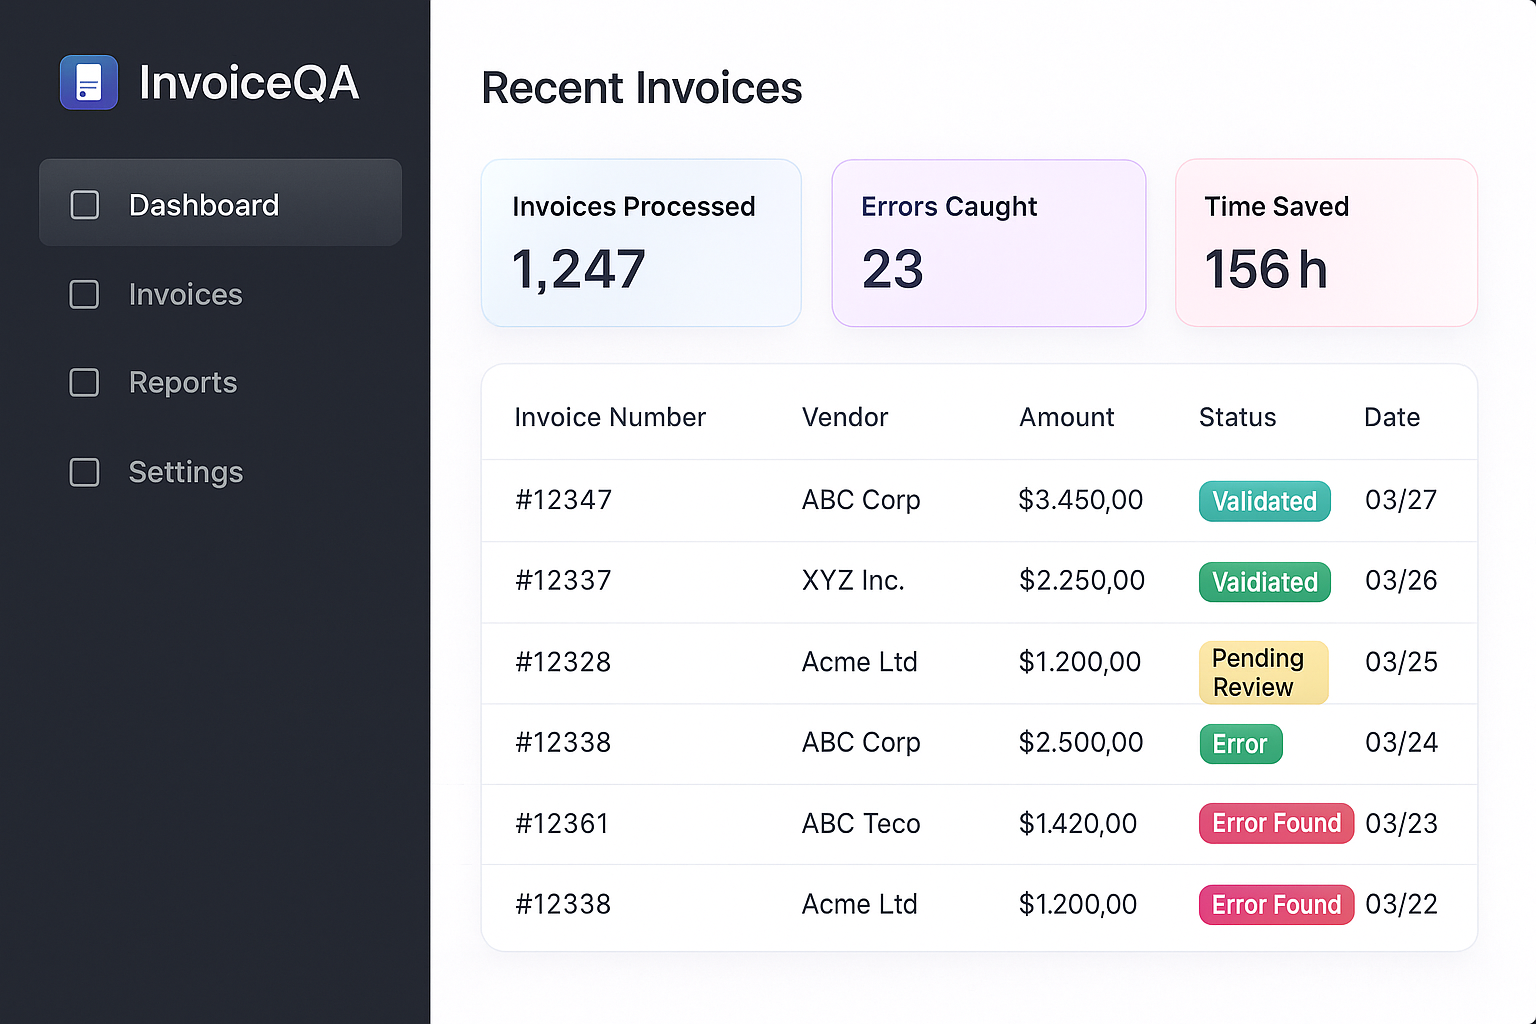 InvoiceQA
Dashboard
Invoices
Reports
Settings
Recent Invoices
Invoices Processed
1,247
Errors Caught
23
Time Saved
156 h
Invoice Number Vendor Amount Status Date
#12347 ABC Corp $3.450,00 Validated 03/27
#12337 XYZ Inc. $2.250,00 Vaidiated 03/26
#12328 Acme Ltd $1.200,00 Pending Review 03/25
#12338 ABC Corp $2.500,00 Error 03/24
#12361 ABC Teco $1.420,00 Error Found 03/23
#12338 Acme Ltd $1.200,00 Error Found 03/22